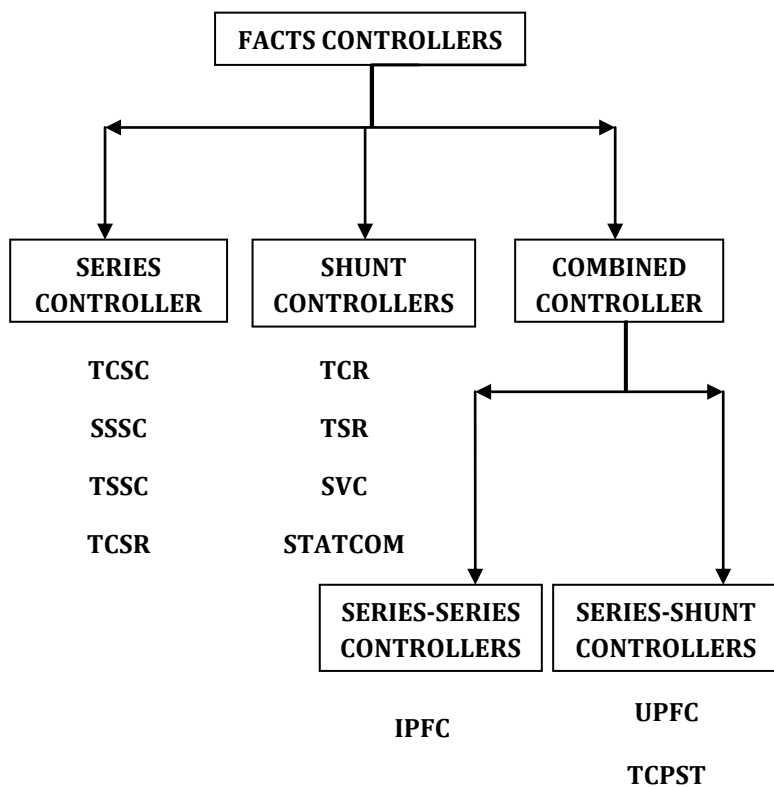 FACTS CONTROLLERS
SERIES
CONTROLLER
SHUNT
CONTROLLERS
COMBINED
CONTROLLER
TCSC
SSSC
TSSC
TCSR
TCR
TSR
SVC
STATCOM
SERIES-SERIES
CONTROLLERS
SERIES-SHUNT
CONTROLLERS
IPFC
UPFC
TCPST